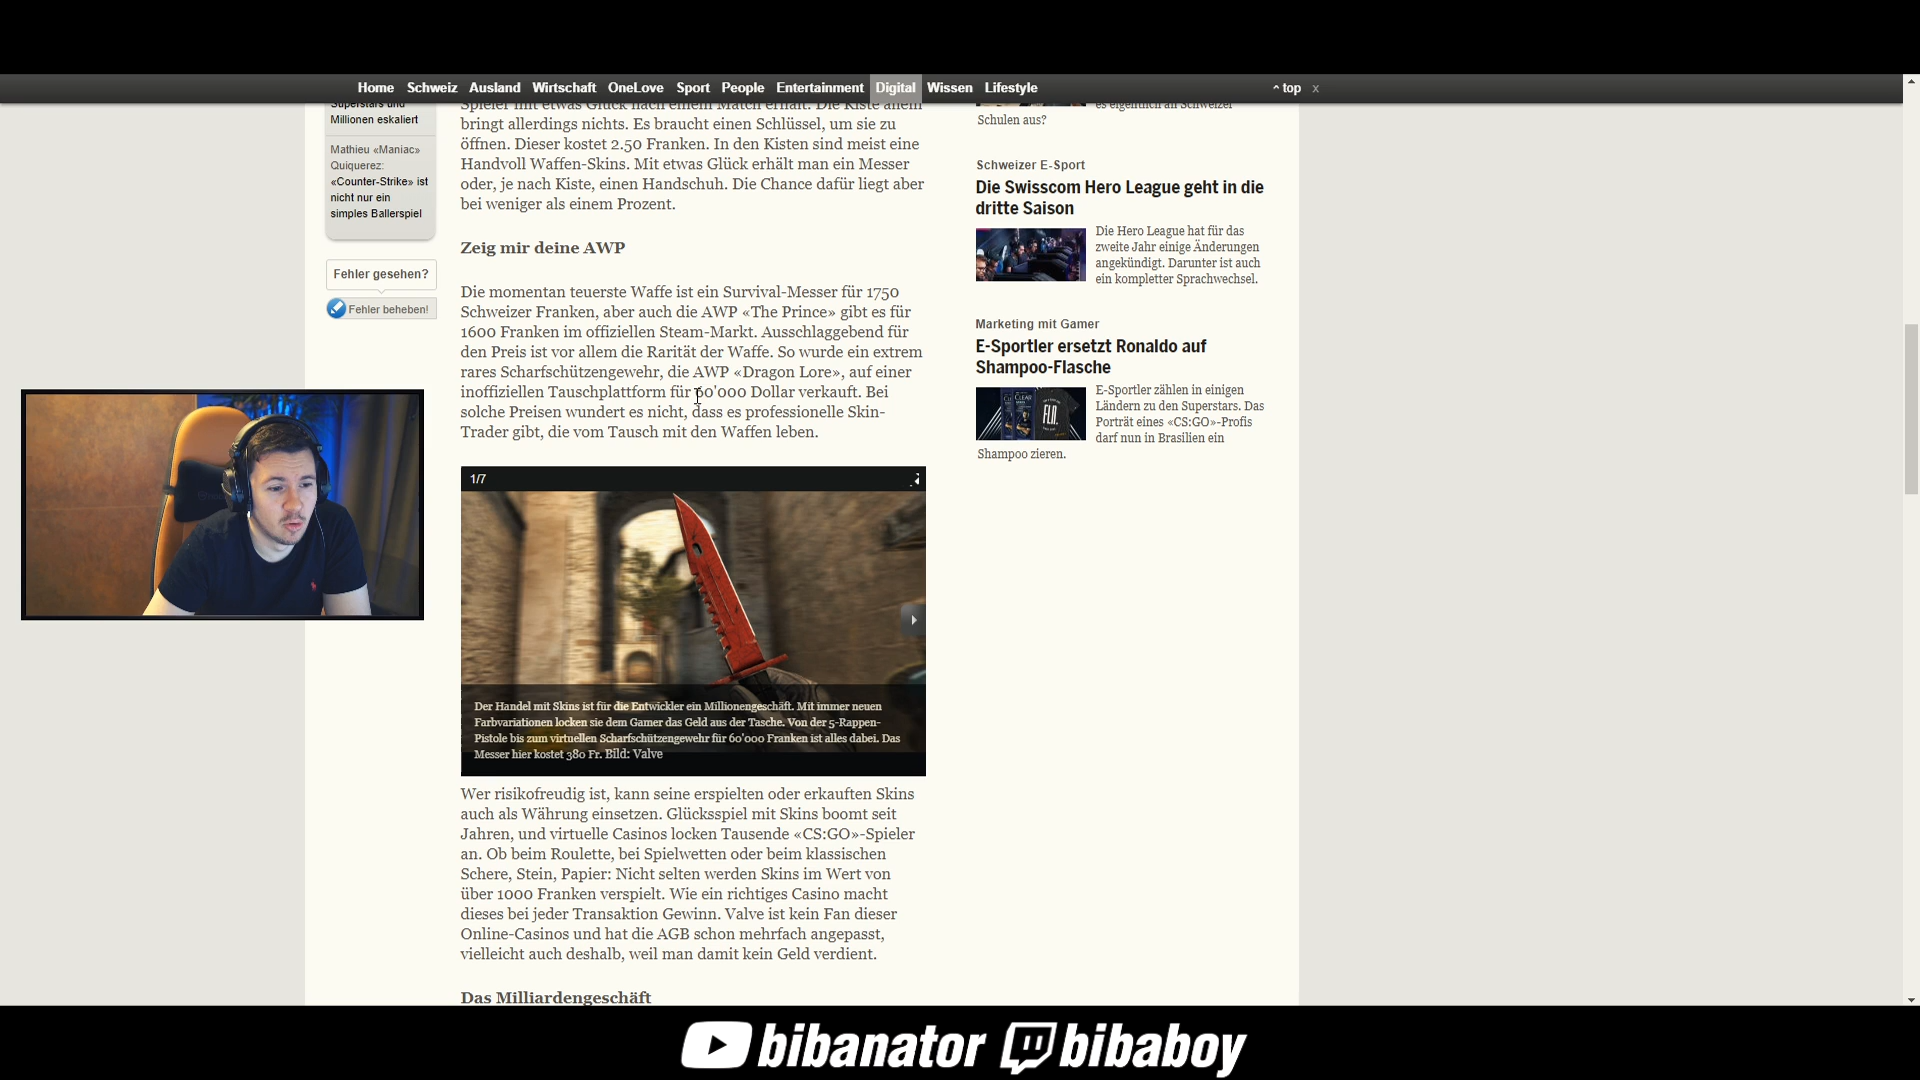 Home Schweiz Ausland Wirtschaft OneLove Sport People Entertainment Digital Wissen Lifestyle ^ top x
Superstars und
Millionen eskaliert
Mathieu «Maniac»
Quiquerez:
«Counter-Strike» ist
nicht nur ein
simples Ballerspiel
Fehler gesehen?
Fehler beheben!
Spieler mit etwas Glück nach einem Match erhält. Die Kiste allein
bringt allerdings nichts. Es braucht einen Schlüssel, um sie zu
öffnen. Dieser kostet 2.50 Franken. In den Kisten sind meist eine
Handvoll Waffen-Skins. Mit etwas Glück erhält man ein Messer
oder, je nach Kiste, einen Handschuh. Die Chance dafür liegt aber
bei weniger als einem Prozent.
Zeig mir deine AWP
Die momentan teuerste Waffe ist ein Survival-Messer für 1750
Schweizer Franken, aber auch die AWP «The Prince» gibt es für
1600 Franken im offiziellen Steam-Markt. Ausschlaggebend für
den Preis ist vor allem die Rarität der Waffe. So wurde ein extrem
rares Scharfschützengewehr, die AWP «Dragon Lore», auf einer
inoffiziellen Tauschplattform für 60'000 Dollar verkauft. Bei
solche Preisen wundert es nicht, dass es professionelle Skin-
Trader gibt, die vom Tausch mit den Waffen leben.
1/7
Der Handel mit Skins ist für die Entwickler ein Millionengeschäft. Mit immer neuen
Farbvariationen locken sie dem Gamer das Geld aus der Tasche. Von der 5-Rappen-
Pistole bis zum virtuellen Scharfschützengewehr für 60'000 Franken ist alles dabei. Das
Messer hier kostet 380 Fr. Bild: Valve
Wer risikofreudig ist, kann seine erspielten oder erkauften Skins
auch als Währung einsetzen. Glücksspiel mit Skins boomt seit
Jahren, und virtuelle Casinos locken Tausende «CS:GO»-Spieler
an. Ob beim Roulette, bei Spielwetten oder beim klassischen
Schere, Stein, Papier: Nicht selten werden Skins im Wert von
über 1000 Franken verspielt. Wie ein richtiges Casino macht
dieses bei jeder Transaktion Gewinn. Valve ist kein Fan dieser
Online-Casinos und hat die AGB schon mehrfach angepasst,
vielleicht auch deshalb, weil man damit kein Geld verdient.
Das Milliardengeschäft
es eigentlich an Schweizer
Schulen aus?
Schweizer E-Sport
Die Swisscom Hero League geht in die
dritte Saison
Die Hero League hat für das
zweite Jahr einige Änderungen
angekündigt. Darunter ist auch
ein kompletter Sprachwechsel.
Marketing mit Gamer
E-Sportler ersetzt Ronaldo auf
Shampoo-Flasche
E-Sportler zählen in einigen
Ländern zu den Superstars. Das
Porträt eines «CS:GO»-Profis
darf nun in Brasilien ein
Shampoo zieren.
CLEAR
bibanator bibaboy